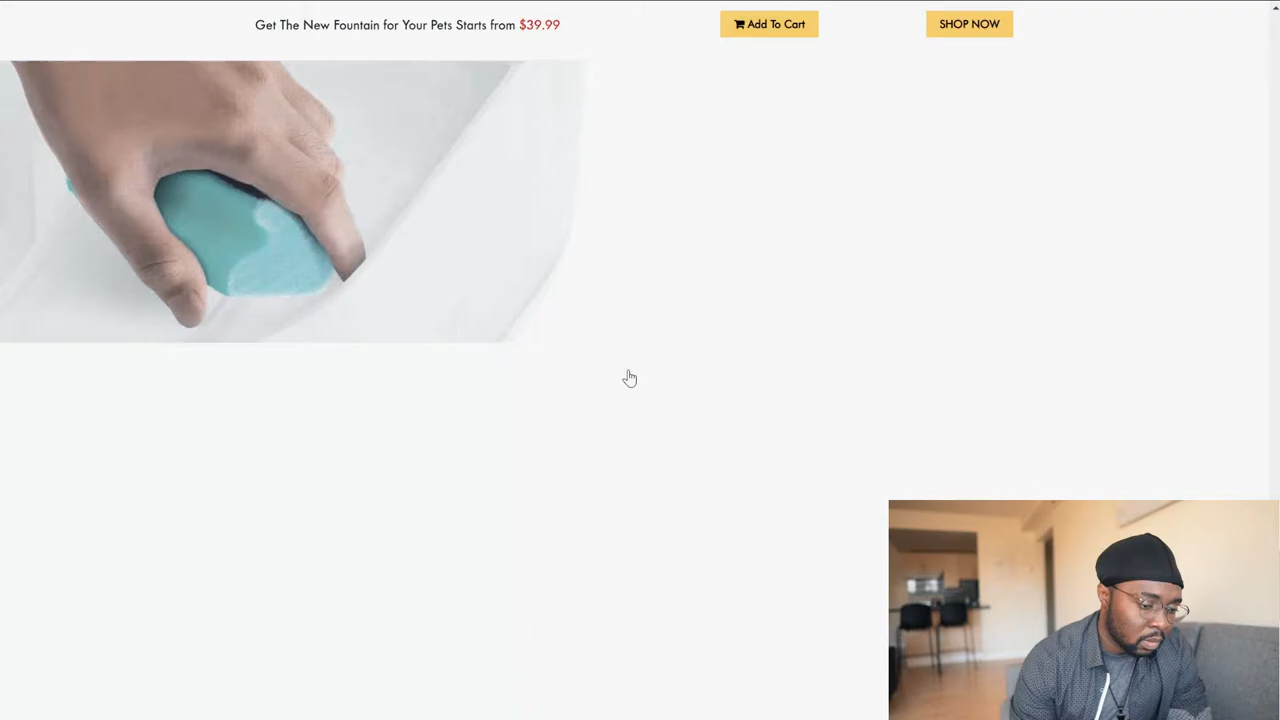 Get The New Fountain for Your Pets Starts from $39.99
Add To Cart
SHOP NOW